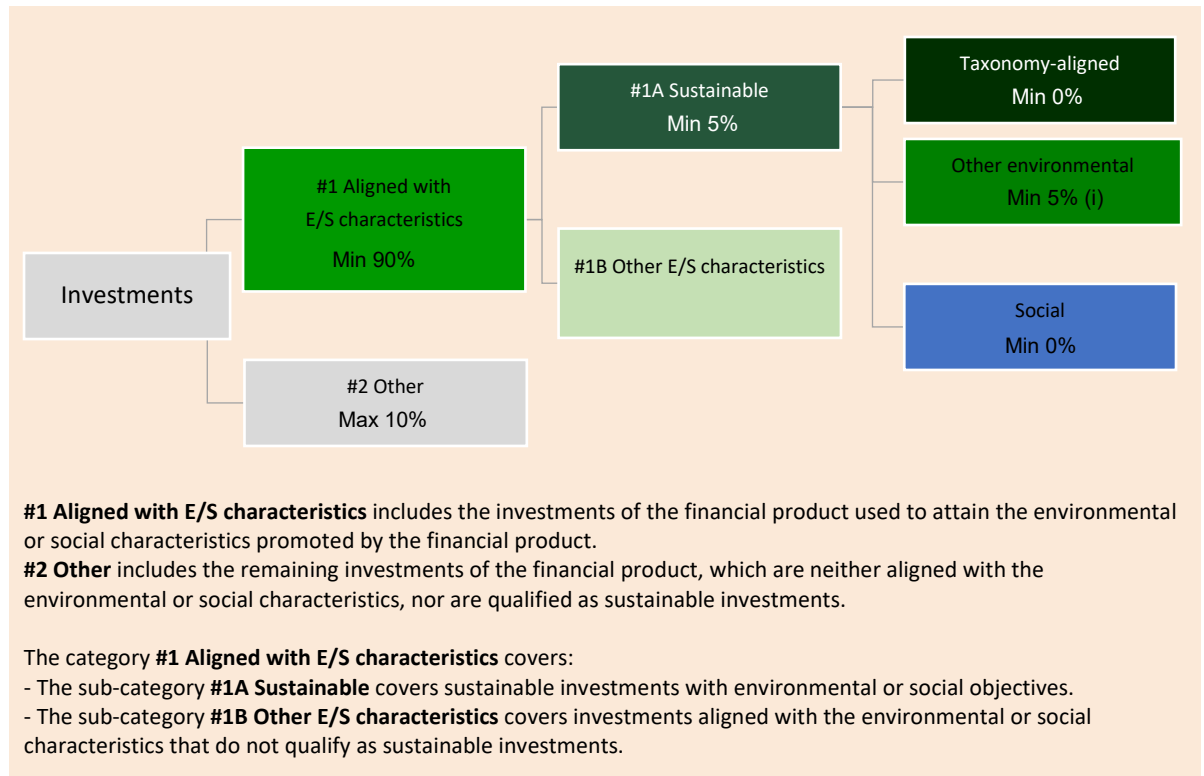 Investments
#1 Aligned with
E/S characteristics
Min 90%
#2 Other
Max 10%
#1A Sustainable
Min 5%
#1B Other E/S characteristics
Taxonomy-aligned
Min 0%
Other environmental
Min 5% (i)
Social
Min 0%
#1 Aligned with E/S characteristics includes the investments of the financial product used to attain the environmental
or social characteristics promoted by the financial product.
#2 Other includes the remaining investments of the financial product, which are neither aligned with the
environmental or social characteristics, nor are qualified as sustainable investments.
The category #1 Aligned with E/S characteristics covers:
- The sub-category #1A Sustainable covers sustainable investments with environmental or social objectives.
- The sub-category #1B Other E/S characteristics covers investments aligned with the environmental or social
characteristics that do not qualify as sustainable investments.